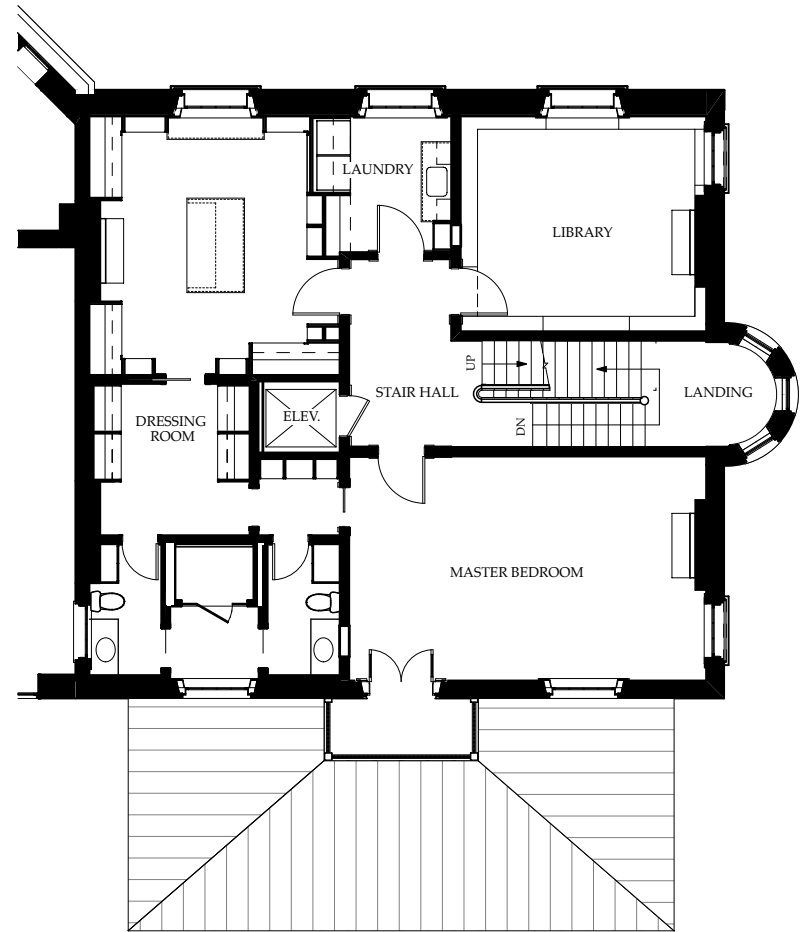 LAUNDRY
LIBRARY
UP
STAIR HALL
LANDING
ELEV.
DRESSING
ROOM
DN
MASTER BEDROOM